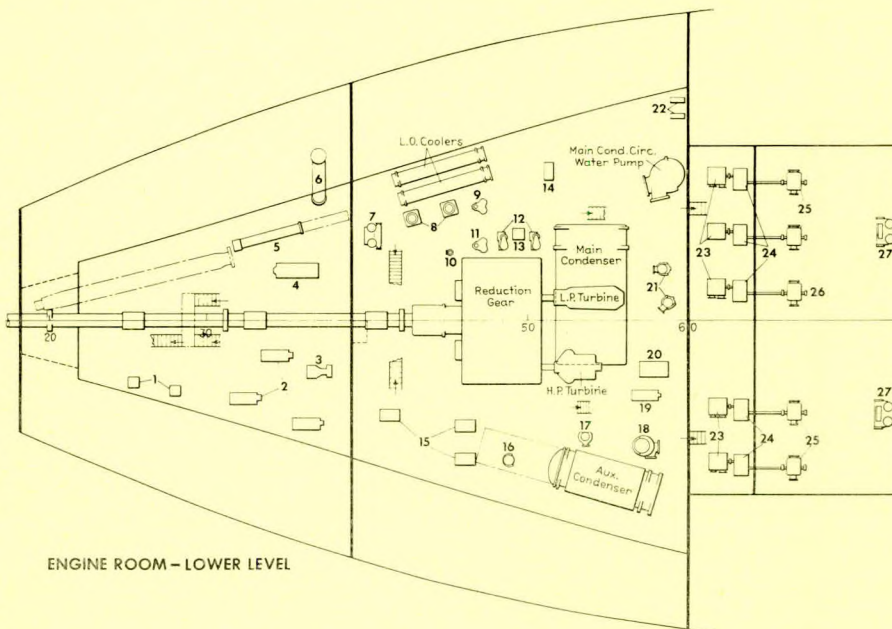 22
L.O. Coolers
Main Cond. Circ.
Water Pump
6
14
9
8
7
5
11
12
13
10
4
Main
Condenser
21
Reduction
Gear
L.P. Turbine
20
30
50
60
H.P. Turbine
3
1
2
20
19
15
17
18
16
Aux.
Condenser
25
23
24
27
26
23
24
25
27
ENGINE ROOM – LOWER LEVEL